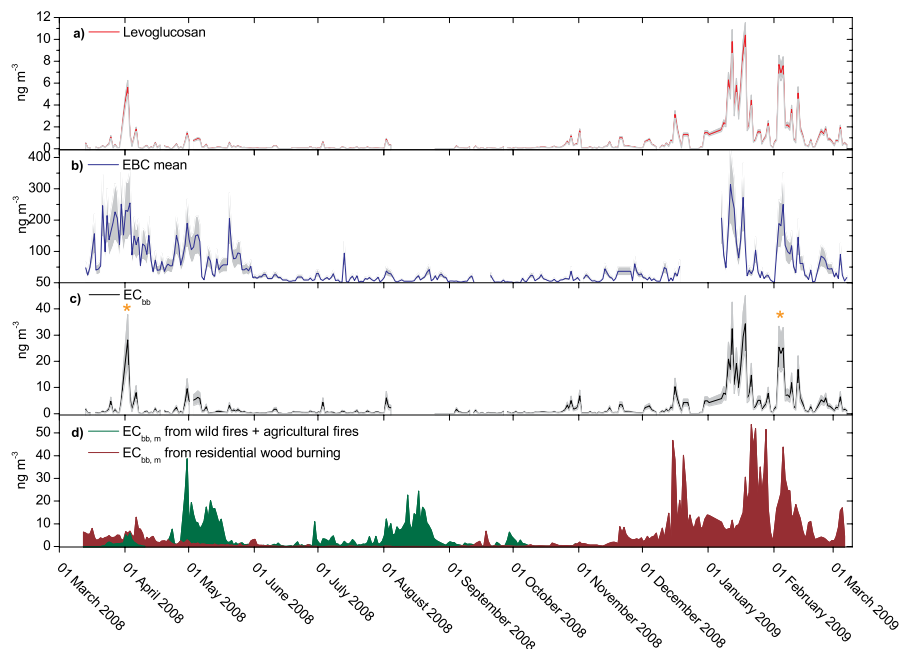 12
10
8
6
4
2
0
ng m-3
a) Levoglucosan
400
300
200
100
50
ng m-3
b) EBC mean
40
30
20
10
0
ng m-3
c) ECbb
*
*
50
40
30
20
10
0
ng m-3
d) ECbb, m from wild fires + agricultural fires
ECbb, m from residential wood burning
01 March 2008
01 April 2008
01 May 2008
01 June 2008
01 July 2008
01 August 2008
01 September 2008
01 October 2008
01 November 2008
01 December 2008
01 January 2009
01 February 2009
01 March 2009